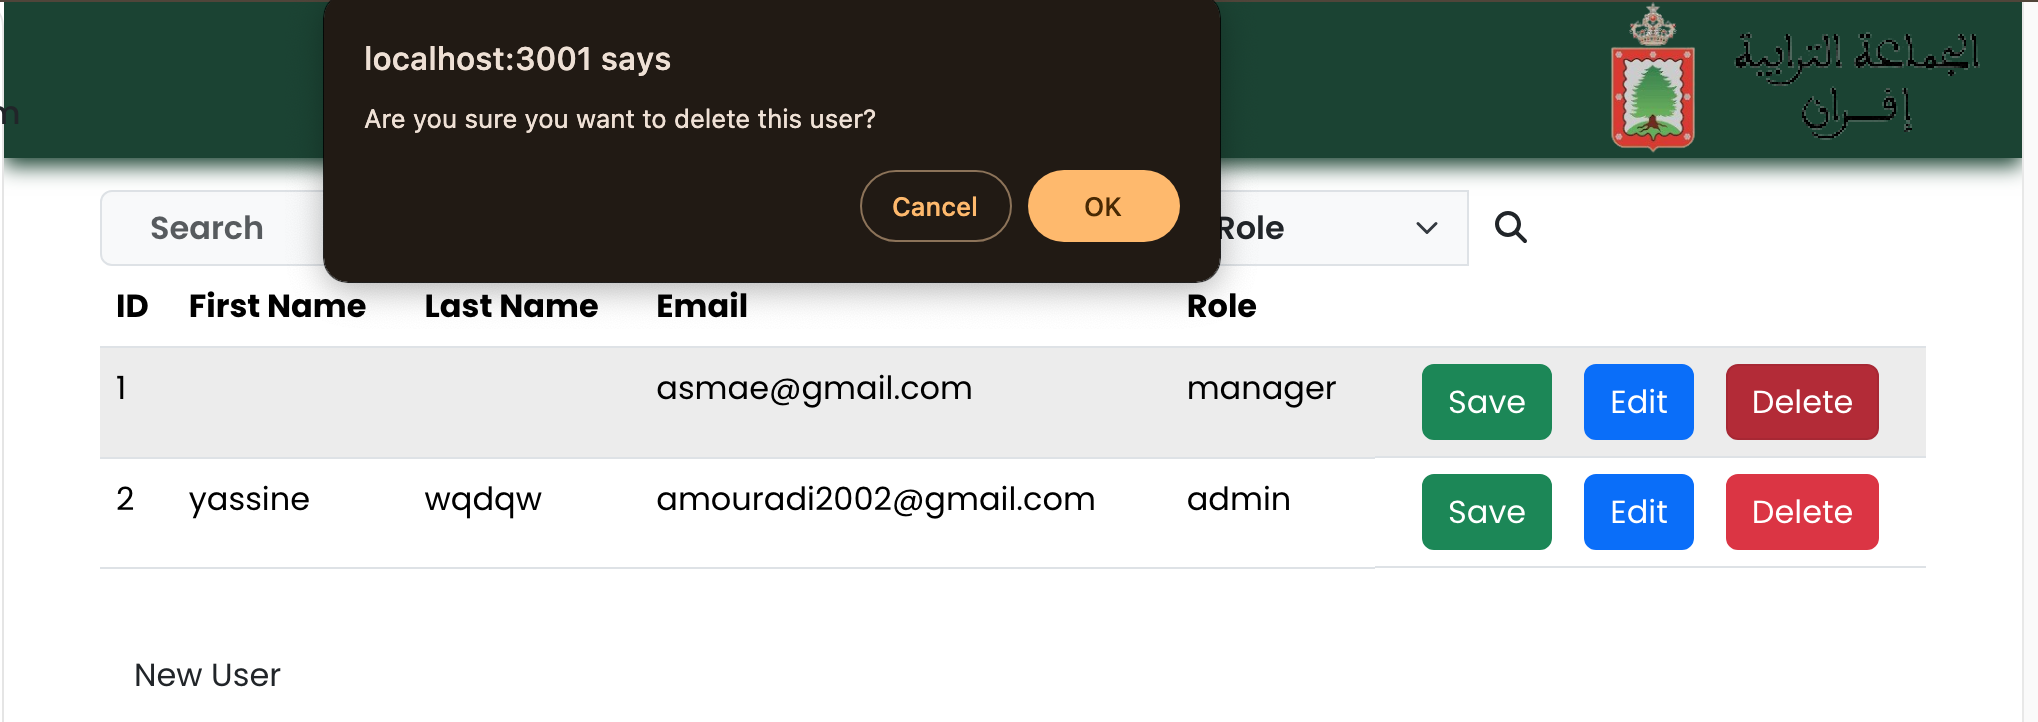 localhost:3001 says
Are you sure you want to delete this user?
Cancel OK
الجماعة الترابية
إفران
Search Role
ID First Name Last Name Email Role
1 asmae@gmail.com manager Save Edit Delete
2 yassine wqdqw amouradi2002@gmail.com admin Save Edit Delete
New User